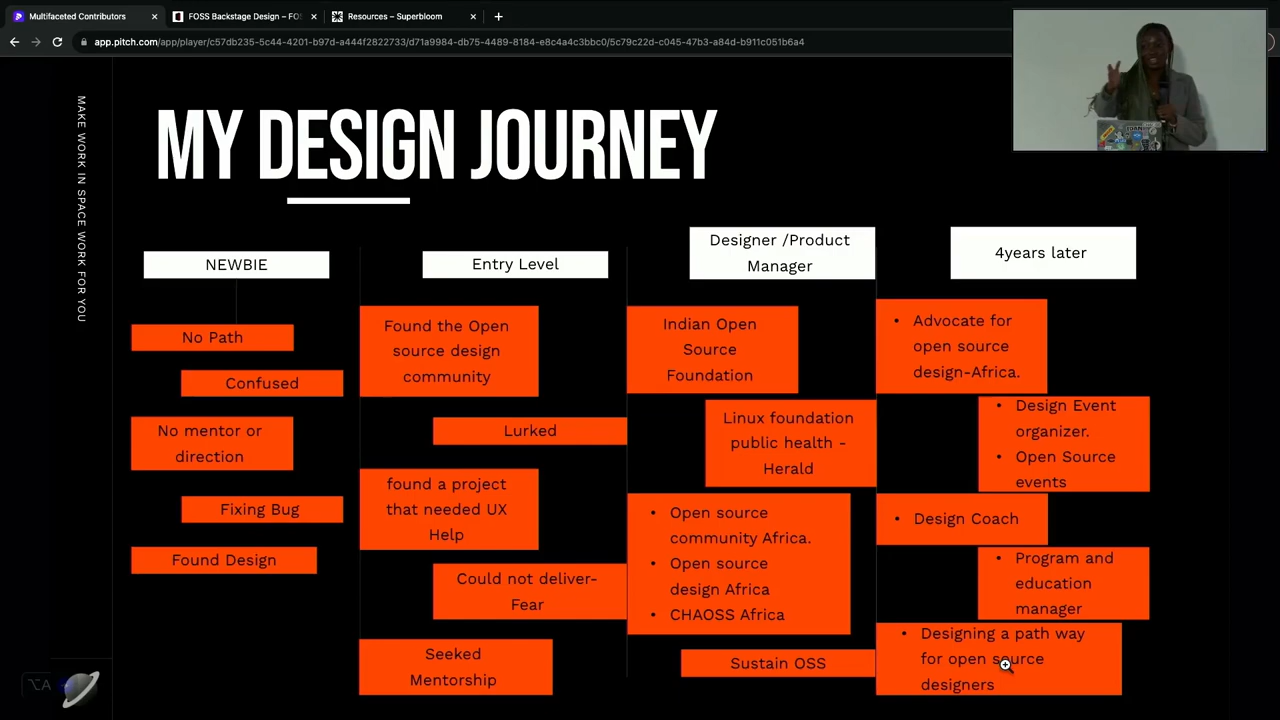 Multifaceted Contributors
FOSS Backstage Design – FOS
Resources – Superbloom
app.pitch.com/app/player/c57db235-5c44-4201-b97d-a444f2822733/d71a9984-db75-4489-8184-e8c4a4c3bbc0/5c79c22d-c045-47b3-a84d-b911c051b6a4
MAKE WORK IN SPACE WORK FOR YOU
MY DESIGN JOURNEY
NEWBIE
No Path
Confused
No mentor or
direction
Fixing Bug
Found Design
Entry Level
Found the Open
source design
community
Lurked
found a project
that needed UX
Help
Could not deliver-
Fear
Seeked
Mentorship
Designer /Product
Manager
Indian Open
Source
Foundation
Linux foundation
public health -
Herald
• Open source
community Africa.
• Open source
design Africa
• CHAOSS Africa
Sustain OSS
4years later
• Advocate for
open source
design-Africa.
• Design Event
organizer.
• Open Source
events
• Design Coach
• Program and
education
manager
• Designing a path way
for open source
designers